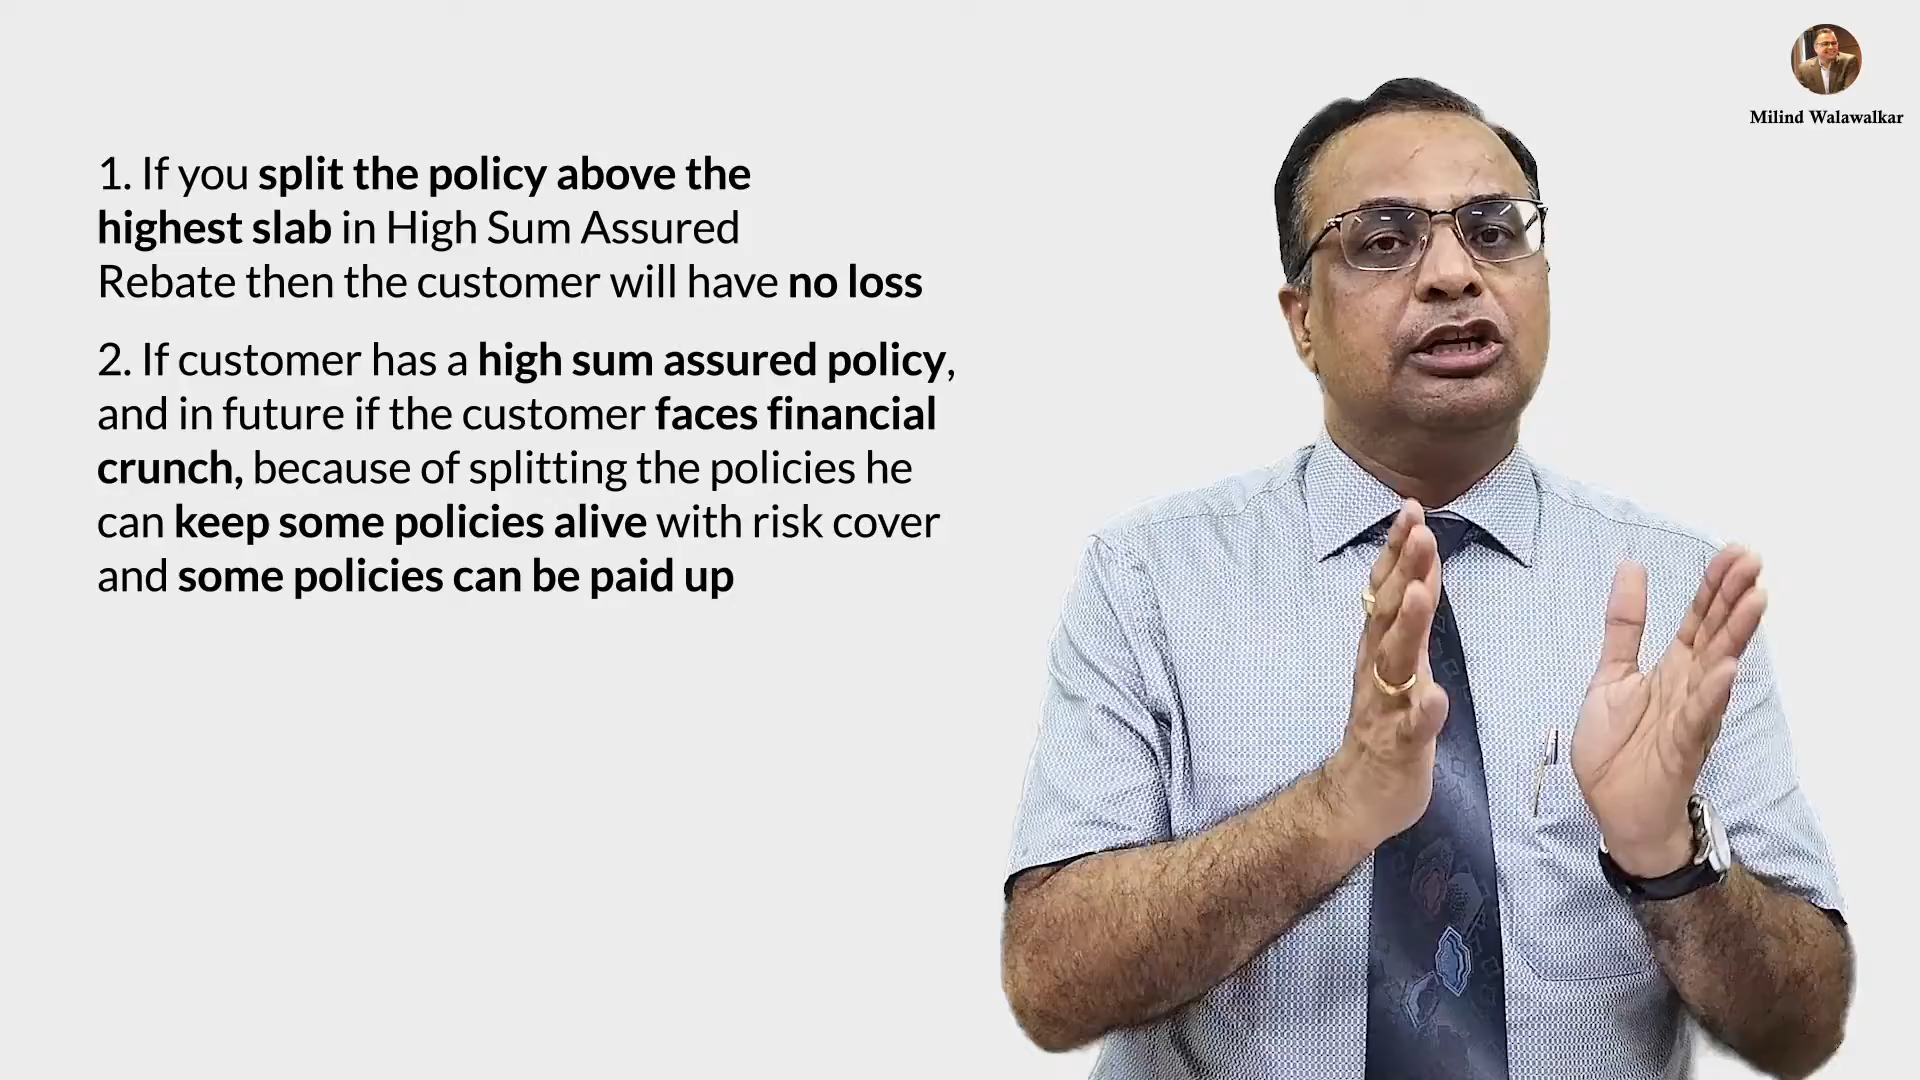 Milind Walawalkar
1. If you split the policy above the
highest slab in High Sum Assured
Rebate then the customer will have no loss
2. If customer has a high sum assured policy,
and in future if the customer faces financial
crunch, because of splitting the policies he
can keep some policies alive with risk cover
and some policies can be paid up